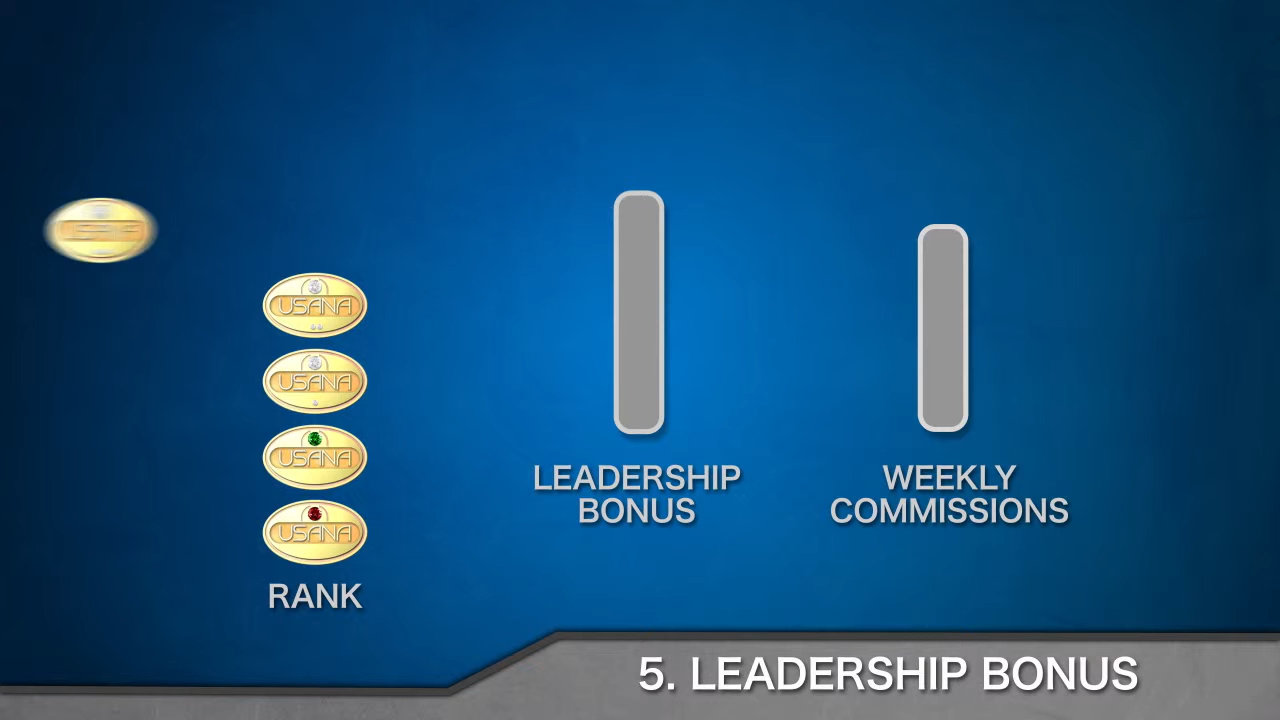 USANA
USANA
USANA
USANA
RANK
LEADERSHIP
BONUS
WEEKLY
COMMISSIONS
5. LEADERSHIP BONUS